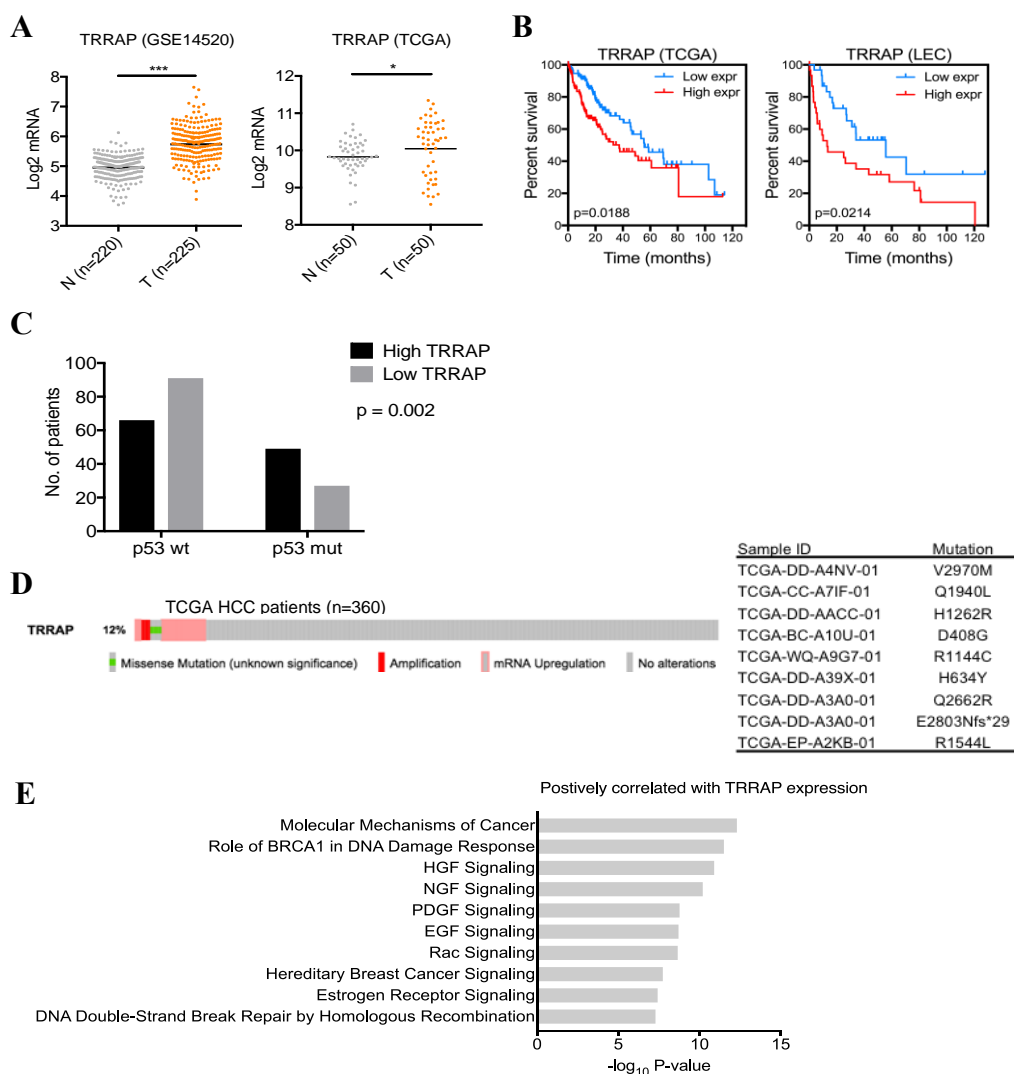 A
TRRAP (GSE14520)
***
Log2 mRNA
8
7
6
5
4
3
N (n=220)
T (n=225)
TRRAP (TCGA)
*
Log2 mRNA
12
11
10
9
8
N (n=50)
T (n=50)
B
TRRAP (TCGA)
Low expr
High expr
Percent survival
100
80
60
40
20
0
p=0.0188
0 20 40 60 80 100 120
Time (months)
TRRAP (LEC)
Low expr
High expr
Percent survival
100
80
60
40
20
0
p=0.0214
0 20 40 60 80 100 120
Time (months)
C
High TRRAP
Low TRRAP
p = 0.002
No. of patients
100
80
60
40
20
0
p53 wt
p53 mut
D
TCGA HCC patients (n=360)
TRRAP 12%
Missense Mutation (unknown significance) Amplification mRNA Upregulation No alterations
Sample ID Mutation
TCGA-DD-A4NV-01 V2970M
TCGA-CC-A7IF-01 Q1940L
TCGA-DD-AACC-01 H1262R
TCGA-BC-A10U-01 D408G
TCGA-WQ-A9G7-01 R1144C
TCGA-DD-A39X-01 H634Y
TCGA-DD-A3A0-01 Q2662R
TCGA-DD-A3A0-01 E2803Nfs*29
TCGA-EP-A2KB-01 R1544L
E
Postively correlated with TRRAP expression
Molecular Mechanisms of Cancer
Role of BRCA1 in DNA Damage Response
HGF Signaling
NGF Signaling
PDGF Signaling
EGF Signaling
Rac Signaling
Hereditary Breast Cancer Signaling
Estrogen Receptor Signaling
DNA Double-Strand Break Repair by Homologous Recombination
0 5 10 15
-log10 P-value